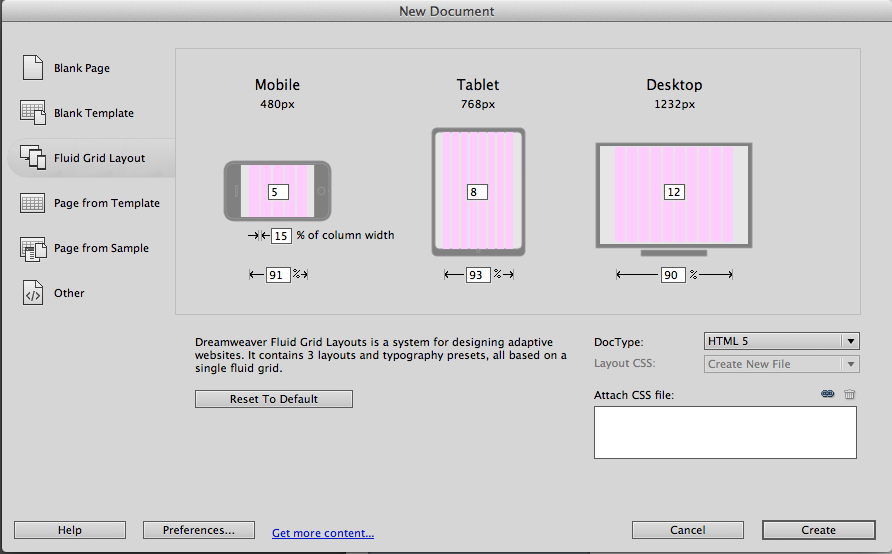 New Document
Blank Page
Blank Template
Fluid Grid Layout
Page from Template
Page from Sample
Other
Mobile
480px
5
15 % of column width
91 %
Tablet
768px
8
93 %
Desktop
1232px
12
90 %
Dreamweaver Fluid Grid Layouts is a system for designing adaptive
websites. It contains 3 layouts and typography presets, all based on a
single fluid grid.
Reset To Default
DocType: HTML 5
Layout CSS: Create New File
Attach CSS file:
Help
Preferences...
Get more content...
Cancel
Create